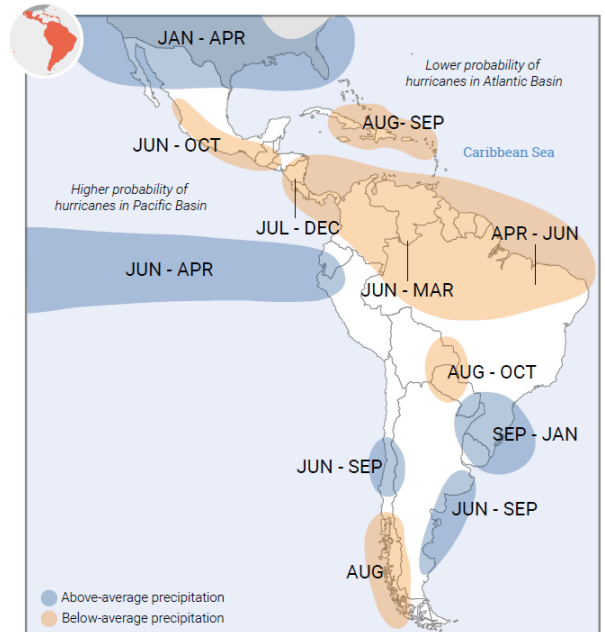 JAN - APR
Lower probability of
hurricanes in Atlantic Basin
AUG- SEP
JUN - OCT
Caribbean Sea
Higher probability of
hurricanes in Pacific Basin
JUL - DEC
APR - JUN
JUN - APR
JUN - MAR
AUG - OCT
SEP - JAN
JUN - SEP
JUN - SEP
AUG
Above-average precipitation
Below-average precipitation